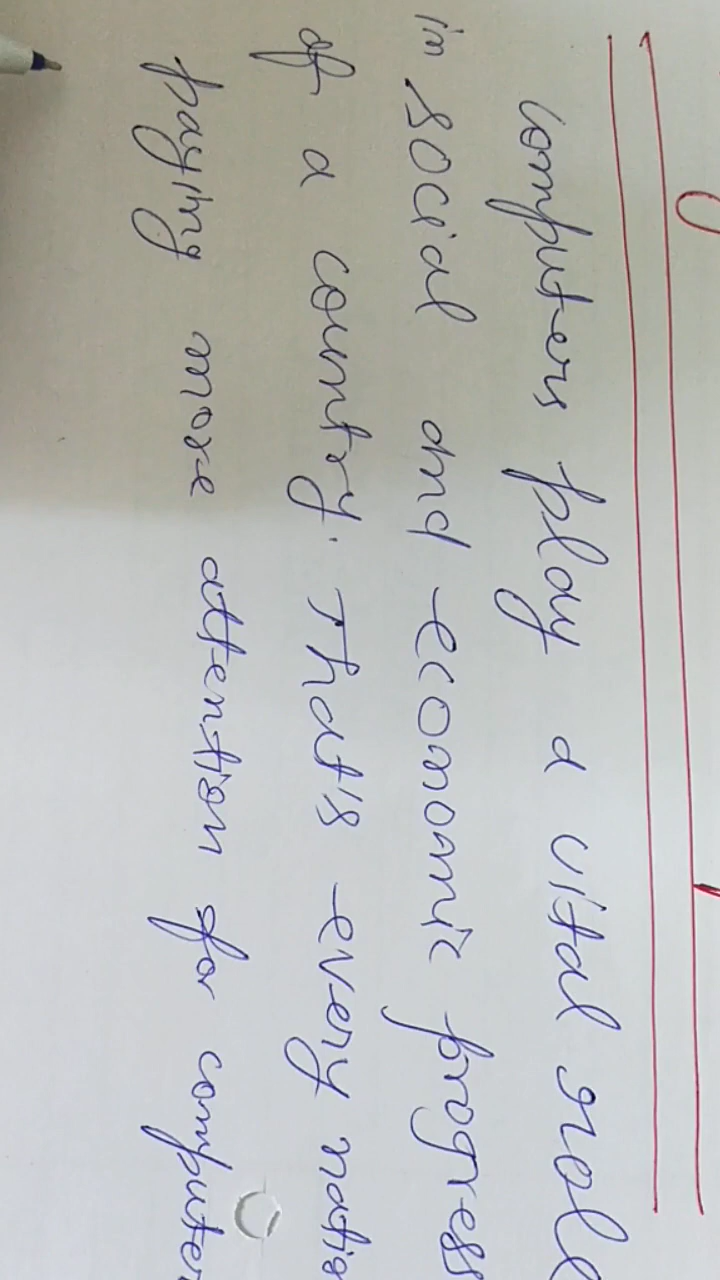 computers play a vital role
in social and economic progress
of a country. That's every natio
paying more attention for computer